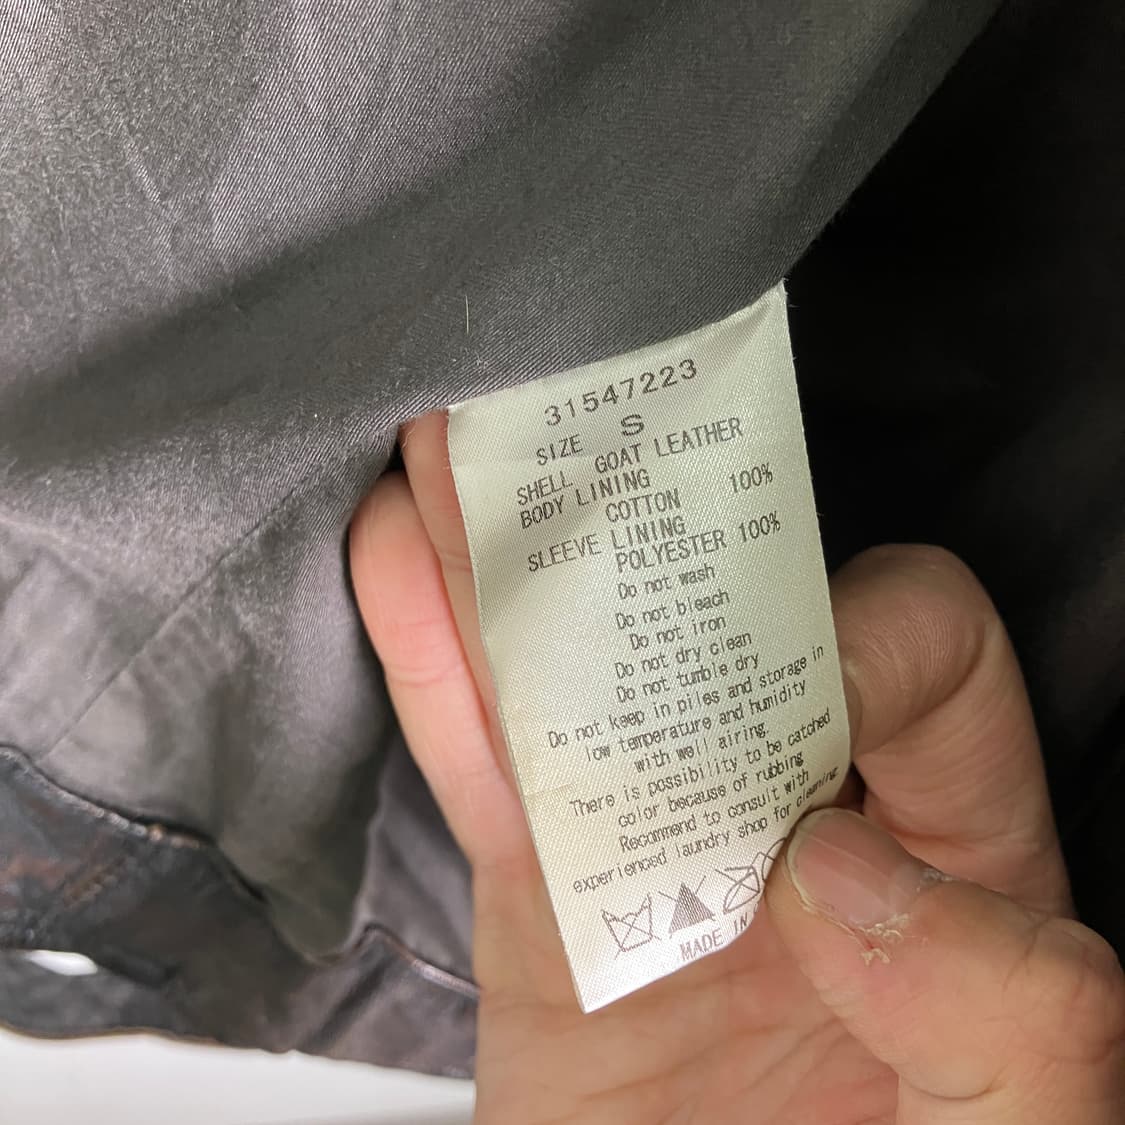 31547223
SIZE S
SHELL GOAT LEATHER
BODY LINING
COTTON 100%
SLEEVE LINING
POLYESTER 100%
Do not wash
Do not bleach
Do not iron
Do not dry clean
Do not tumble dry
Do not keep in piles and storage in
low temperature and humidity
with well airing.
There is possibility to be catched
color because of rubbing
Recommend to consult with
experienced laundry shop for cleaning
MADE IN